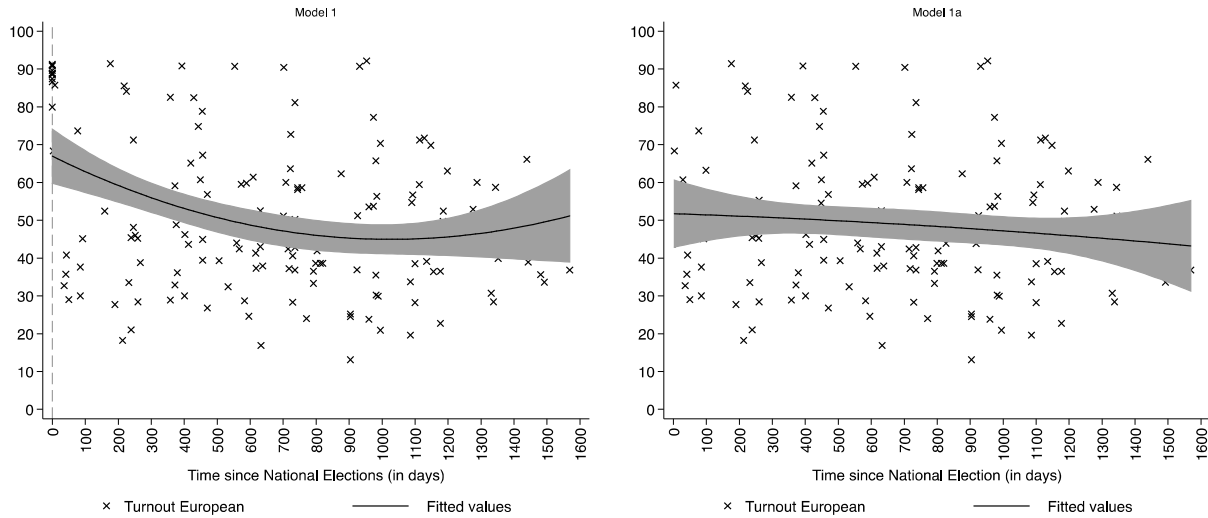 Model 1
100
90
80
70
60
50
40
30
20
10
0
0 100 200 300 400 500 600 700 800 900 1000 1100 1200 1300 1400 1500 1600
Time since National Elections (in days)
Turnout European Fitted values
Model 1a
100
90
80
70
60
50
40
30
20
10
0
0 100 200 300 400 500 600 700 800 900 1000 1100 1200 1300 1400 1500 1600
Time since National Election (in days)
Turnout European Fitted values